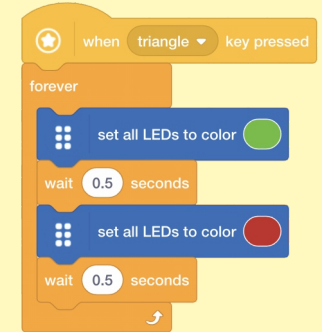 when triangle key pressed
forever
set all LEDs to color
wait 0.5 seconds
set all LEDs to color
wait 0.5 seconds